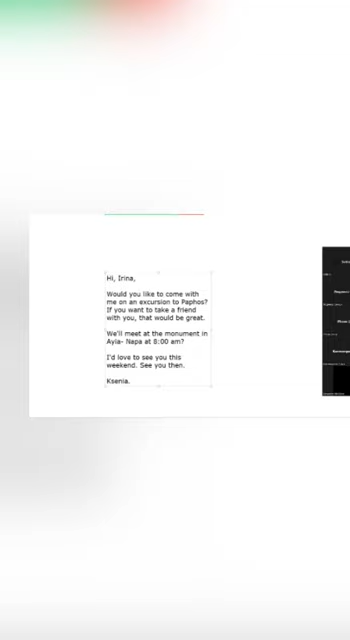 Hi, Irina,
Would you like to come with
me on an excursion to Paphos?
If you want to take a friend
with you, that would be great.
We'll meet at the monument in
Ayia- Napa at 8:00 am?
I'd love to see you this
weekend. See you then.
Ksenia.